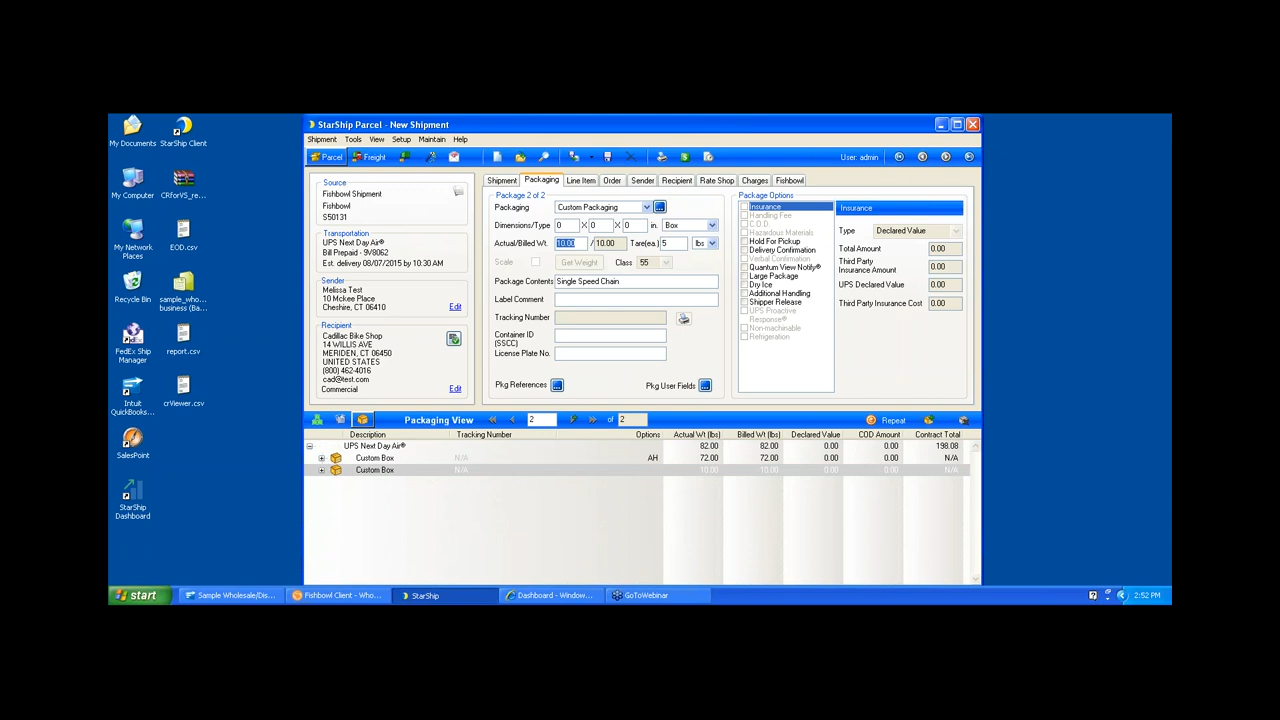 My Documents
StarShip Client
My Computer
CRforVS_re...
My Network
Places
EOD.csv
Recycle Bin
sample_who...
business (Ba...
FedEx Ship
Manager
report.csv
Intuit
QuickBooks...
crViewer.csv
SalesPoint
StarShip
Dashboard
StarShip Parcel - New Shipment
Shipment Tools View Setup Maintain Help
Parcel Freight User: admin
Source
Fishbowl Shipment
Fishbowl
S50131
Transportation
UPS Next Day Air®
Bill Prepaid - 9V8062
Est. delivery 08/07/2015 by 10:30 AM
Sender
Melissa Test
10 Mckee Place
Cheshire, CT 06410 Edit
Recipient
Cadillac Bike Shop
14 WILLIS AVE
MERIDEN, CT 06450
UNITED STATES
(800) 462-4016
cad@test.com
Commercial Edit
Shipment Packaging Line Item Order Sender Recipient Rate Shop Charges Fishbowl
Package 2 of 2
Packaging Custom Packaging ...
Dimensions/Type 0 X 0 X 0 in. Box
Actual/Billed Wt. 10.00 / 10.00 Tare(ea.) 5 lbs
Scale Get Weight Class 55
Package Contents Single Speed Chain
Label Comment
Tracking Number
Container ID
(SSCC)
License Plate No.
Pkg References ... Pkg User Fields ...
Package Options
Insurance
Handling Fee
C.O.D.
Hazardous Materials
Hold For Pickup
Delivery Confirmation
Verbal Confirmation
Quantum View Notify®
Large Package
Dry Ice
Additional Handling
Shipper Release
UPS Proactive
Response®
Non-machinable
Refrigeration
Insurance
Type Declared Value
Total Amount 0.00
Third Party
Insurance Amount 0.00
UPS Declared Value 0.00
Third Party Insurance Cost 0.00
Packaging View 2 of 2 Repeat
Description Tracking Number Options Actual Wt (lbs) Billed Wt (lbs) Declared Value COD Amount Contract Total
UPS Next Day Air® 82.00 82.00 0.00 0.00 198.08
Custom Box N/A AH 72.00 72.00 0.00 0.00 N/A
Custom Box N/A 10.00 10.00 0.00 0.00 N/A
start Sample Wholesale/Dis... Fishbowl Client - Who... StarShip Dashboard - Window... GoToWebinar 2:52 PM